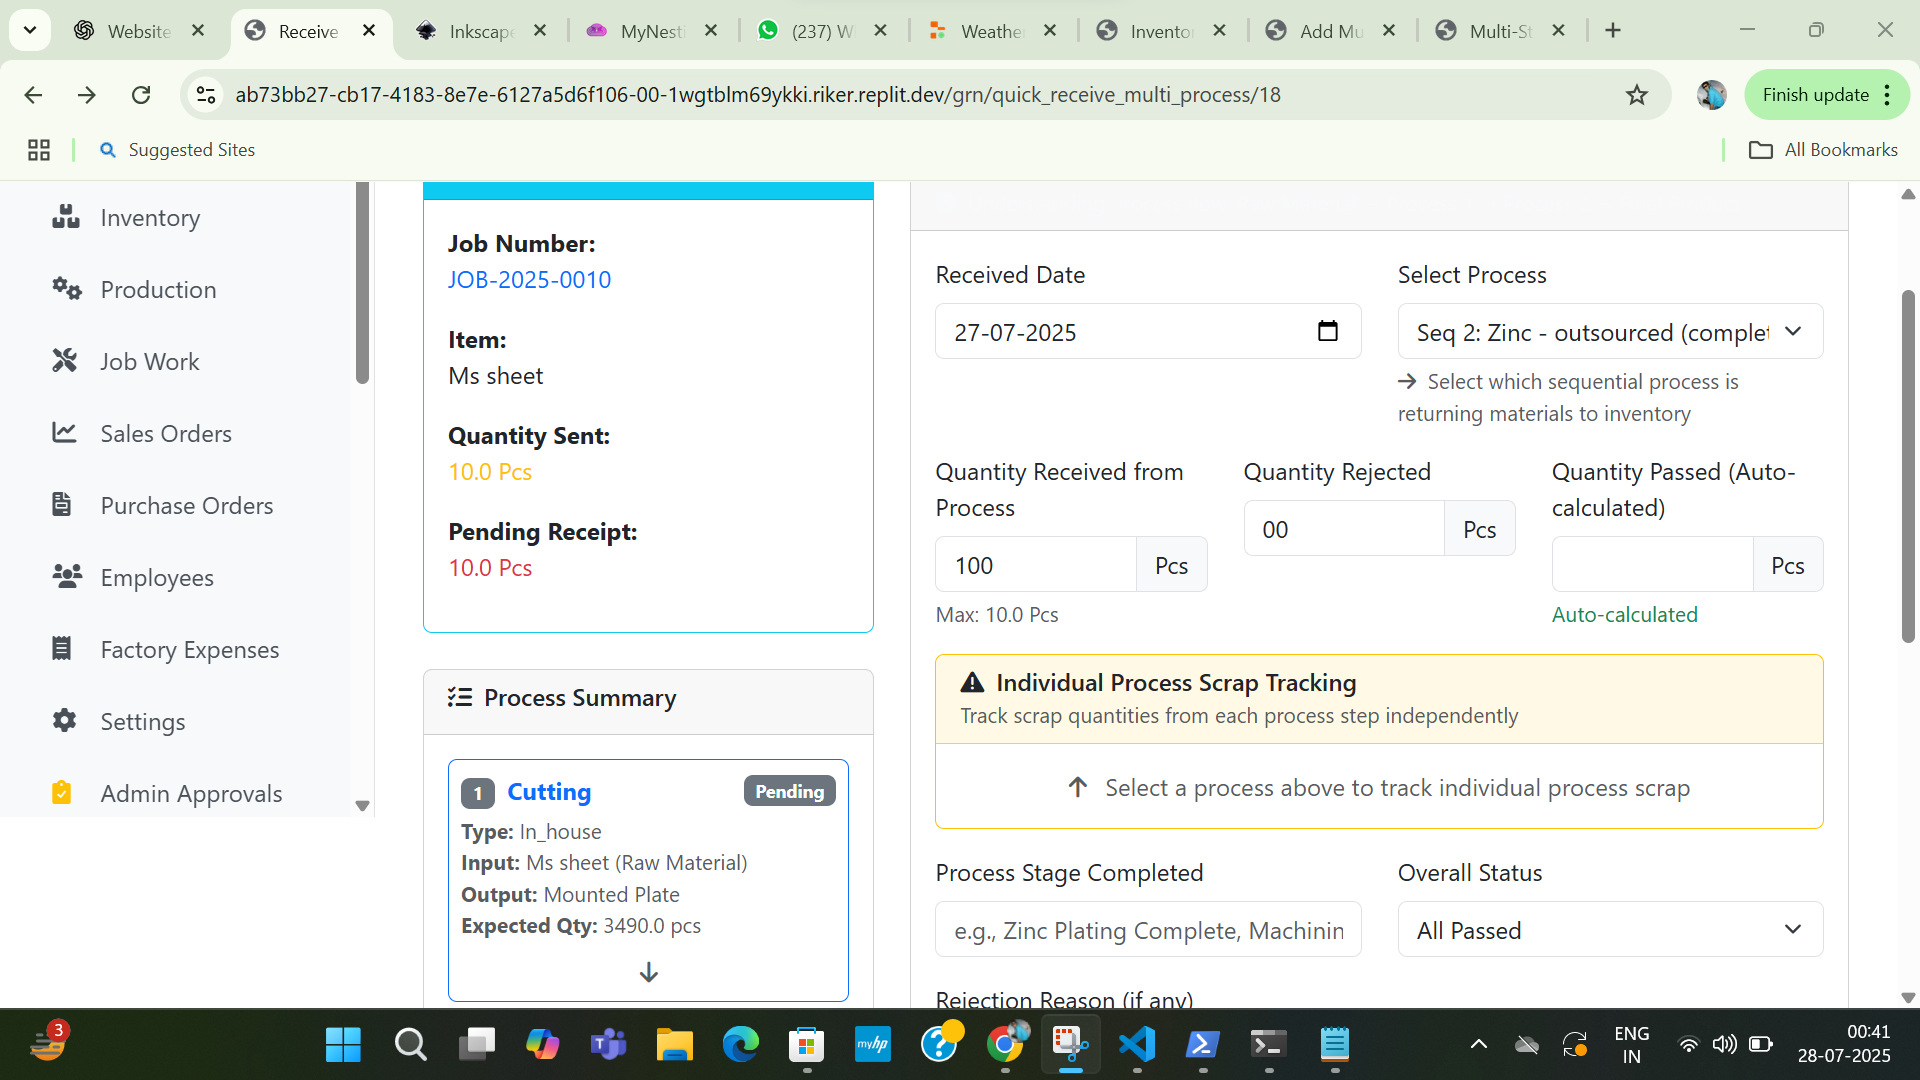 Website
Receive
Inkscape
MyNesti
(237) W
Weather
Invento
Add Mu
Multi-St
ab73bb27-cb17-4183-8e7e-6127a5d6f106-00-1wgtblm69ykki.riker.replit.dev/grn/quick_receive_multi_process/18
Finish update
Suggested Sites
All Bookmarks
Inventory
Production
Job Work
Sales Orders
Purchase Orders
Employees
Factory Expenses
Settings
Admin Approvals
Job Number:
JOB-2025-0010
Item:
Ms sheet
Quantity Sent:
10.0 Pcs
Pending Receipt:
10.0 Pcs
Process Summary
1 Cutting Pending
Type: In_house
Input: Ms sheet (Raw Material)
Output: Mounted Plate
Expected Qty: 3490.0 pcs
Received Date
27-07-2025
Select Process
Seq 2: Zinc - outsourced (complet
Select which sequential process is
returning materials to inventory
Quantity Received from
Process
100 Pcs
Max: 10.0 Pcs
Quantity Rejected
00 Pcs
Quantity Passed (Auto-
calculated)
Pcs
Auto-calculated
Individual Process Scrap Tracking
Track scrap quantities from each process step independently
Select a process above to track individual process scrap
Process Stage Completed
e.g., Zinc Plating Complete, Machinin
Overall Status
All Passed
Rejection Reason (if any)
3
myhp
ENG
IN
00:41
28-07-2025